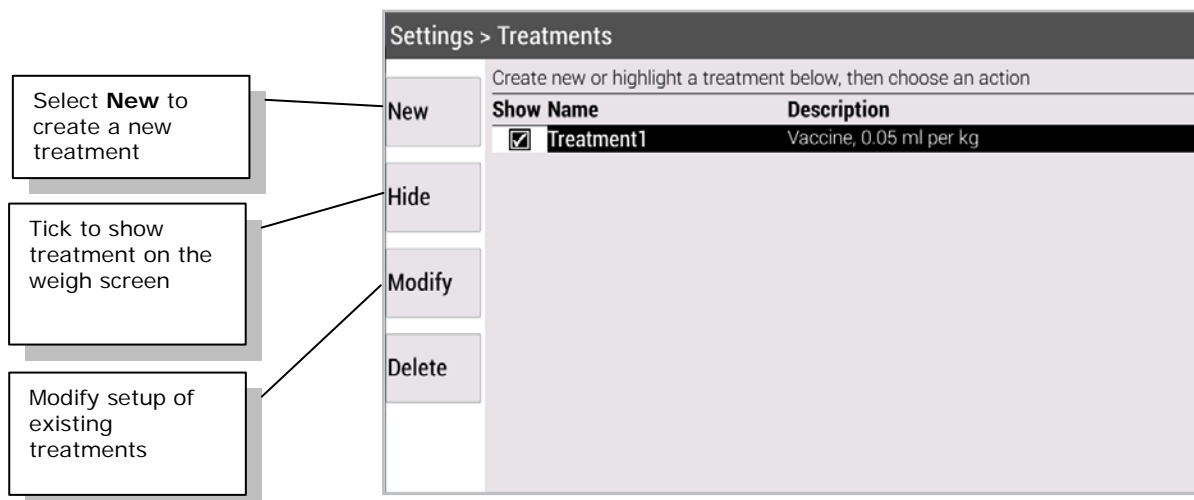 Settings > Treatments
Select New to
create a new
treatment
Tick to show
treatment on the
weigh screen
Modify setup of
existing
treatments
New
Hide
Modify
Delete
Create new or highlight a treatment below, then choose an action
Show Name Description
Treatment1 Vaccine, 0.05 ml per kg